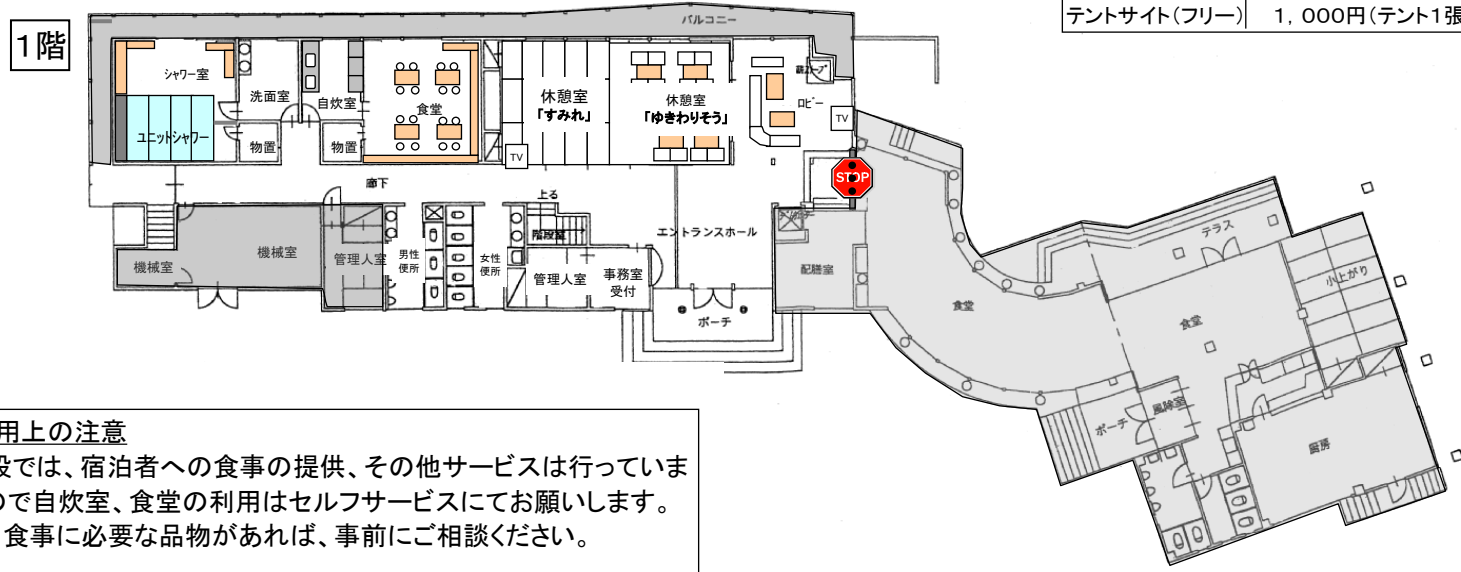 バルコニー
テントサイト(フリー) 1,000円(テント1張
1階
シャワー室
洗面室
自炊室
食堂
休憩室
「すみれ」
休憩室
「ゆきわりそう」
薪ストーブ
ロビー
TV
ユニットシャワー
物置
物置
TV
STOP
廊下
上る
階段室
エントランスホール
テラス
機械室
機械室
管理人室
男性
便所
女性
便所
管理人室
事務室
受付
配膳室
小上がり
食堂
食堂
ポーチ
ポーチ
風除室
厨房
用上の注意
設では、宿泊者への食事の提供、その他サービスは行っていま
ので自炊室、食堂の利用はセルフサービスにてお願いします。
食事に必要な品物があれば、事前にご相談ください。